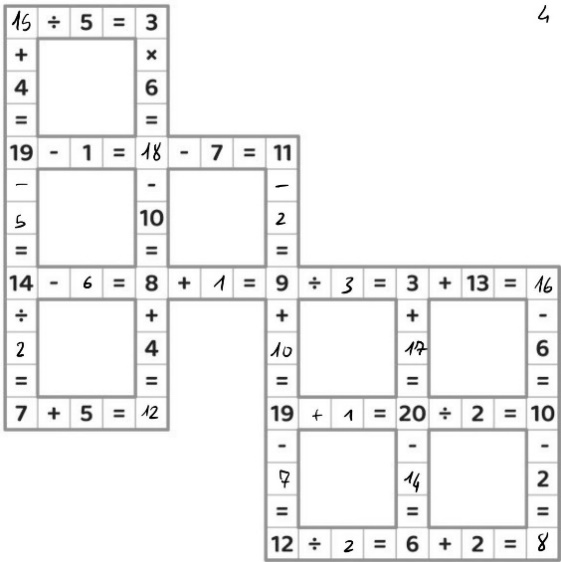 4
15 ÷ 5 = 3
+ ×
4 6
= =
19 - 1 = 18 - 7 = 11
- - -
5 10 2
= = =
14 - 6 = 8 + 1 = 9 ÷ 3 = 3 + 13 = 16
÷ + + + -
2 4 10 17 6
= = = = =
7 + 5 = 12 19 + 1 = 20 ÷ 2 = 10
- - -
7 14 2
= = =
12 ÷ 2 = 6 + 2 = 8